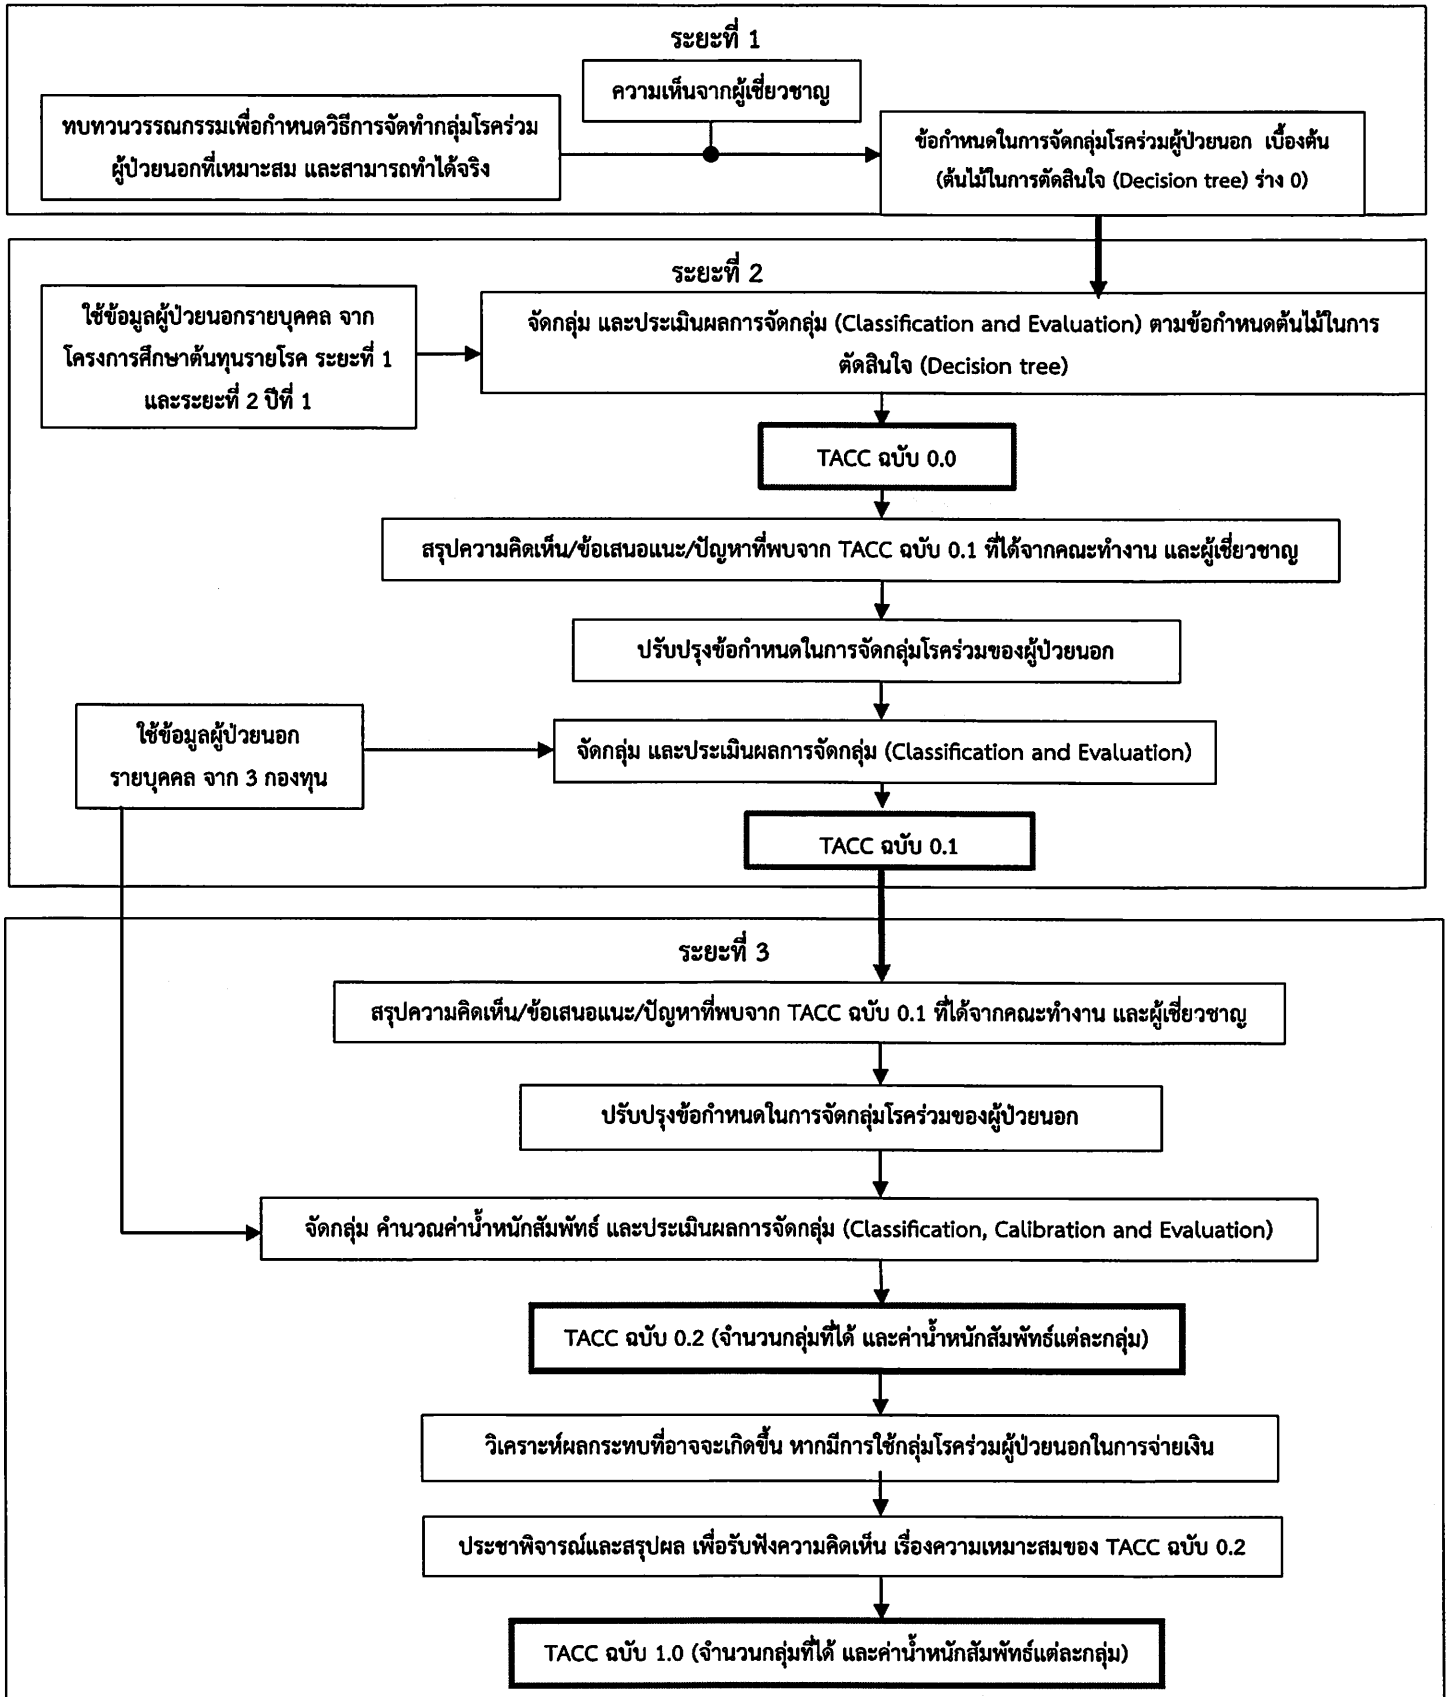 ระยะที่ 1
ความเห็นจากผู้เชี่ยวชาญ
ทบทวนวรรณกรรมเพื่อกำหนดวิธีการจัดทำกลุ่มโรคร่วม
ผู้ป่วยนอกที่เหมาะสม และสามารถทำได้จริง
ข้อกำหนดในการจัดกลุ่มโรคร่วมผู้ป่วยนอก เบื้องต้น
(ต้นไม้ในการตัดสินใจ (Decision tree) ร่าง 0)
ระยะที่ 2
ใช้ข้อมูลผู้ป่วยนอกรายบุคคล จาก
โครงการศึกษาต้นทุนรายโรค ระยะที่ 1
และระยะที่ 2 ปีที่ 1
จัดกลุ่ม และประเมินผลการจัดกลุ่ม (Classification and Evaluation) ตามข้อกำหนดต้นไม้ในการ
ตัดสินใจ (Decision tree)
TACC ฉบับ 0.0
สรุปความคิดเห็น/ข้อเสนอแนะ/ปัญหาที่พบจาก TACC ฉบับ 0.1 ที่ได้จากคณะทำงาน และผู้เชี่ยวชาญ
ปรับปรุงข้อกำหนดในการจัดกลุ่มโรคร่วมของผู้ป่วยนอก
ใช้ข้อมูลผู้ป่วยนอก
รายบุคคล จาก 3 กองทุน
จัดกลุ่ม และประเมินผลการจัดกลุ่ม (Classification and Evaluation)
TACC ฉบับ 0.1
ระยะที่ 3
สรุปความคิดเห็น/ข้อเสนอแนะ/ปัญหาที่พบจาก TACC ฉบับ 0.1 ที่ได้จากคณะทำงาน และผู้เชี่ยวชาญ
ปรับปรุงข้อกำหนดในการจัดกลุ่มโรคร่วมของผู้ป่วยนอก
จัดกลุ่ม คำนวณค่าน้ำหนักสัมพัทธ์ และประเมินผลการจัดกลุ่ม (Classification, Calibration and Evaluation)
TACC ฉบับ 0.2 (จำนวนกลุ่มที่ได้ และค่าน้ำหนักสัมพัทธ์แต่ละกลุ่ม)
วิเคราะห์ผลกระทบที่อาจจะเกิดขึ้น หากมีการใช้กลุ่มโรคร่วมผู้ป่วยนอกในการจ่ายเงิน
ประชาพิจารณ์และสรุปผล เพื่อรับฟังความคิดเห็น เรื่องความเหมาะสมของ TACC ฉบับ 0.2
TACC ฉบับ 1.0 (จำนวนกลุ่มที่ได้ และค่าน้ำหนักสัมพัทธ์แต่ละกลุ่ม)